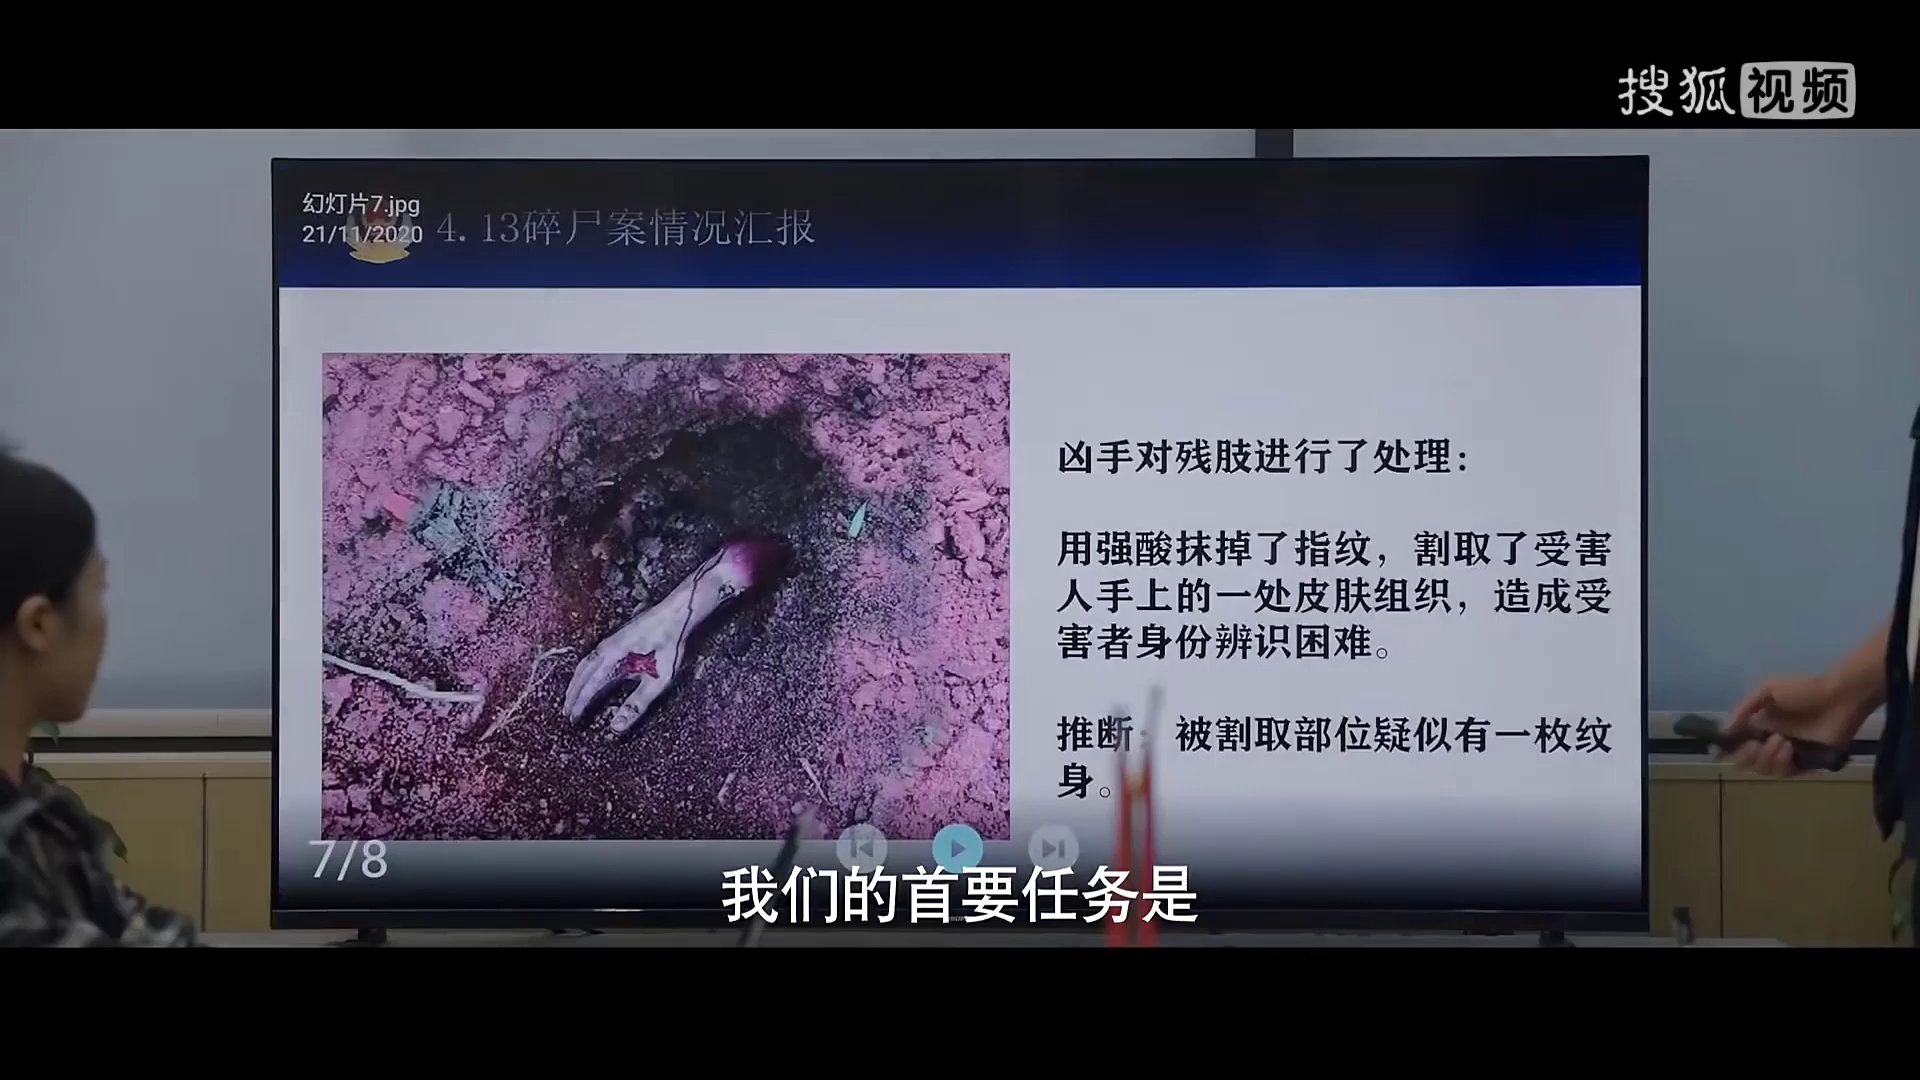 搜狐视频
幻灯片7.jpg
21/11/2020
4.13碎尸案情况汇报
凶手对残肢进行了处理：
用强酸抹掉了指纹，割取了受害
人手上的一处皮肤组织，造成受
害者身份辨识困难。
推断：被割取部位疑似有一枚纹
身。
7/8
我们的首要任务是